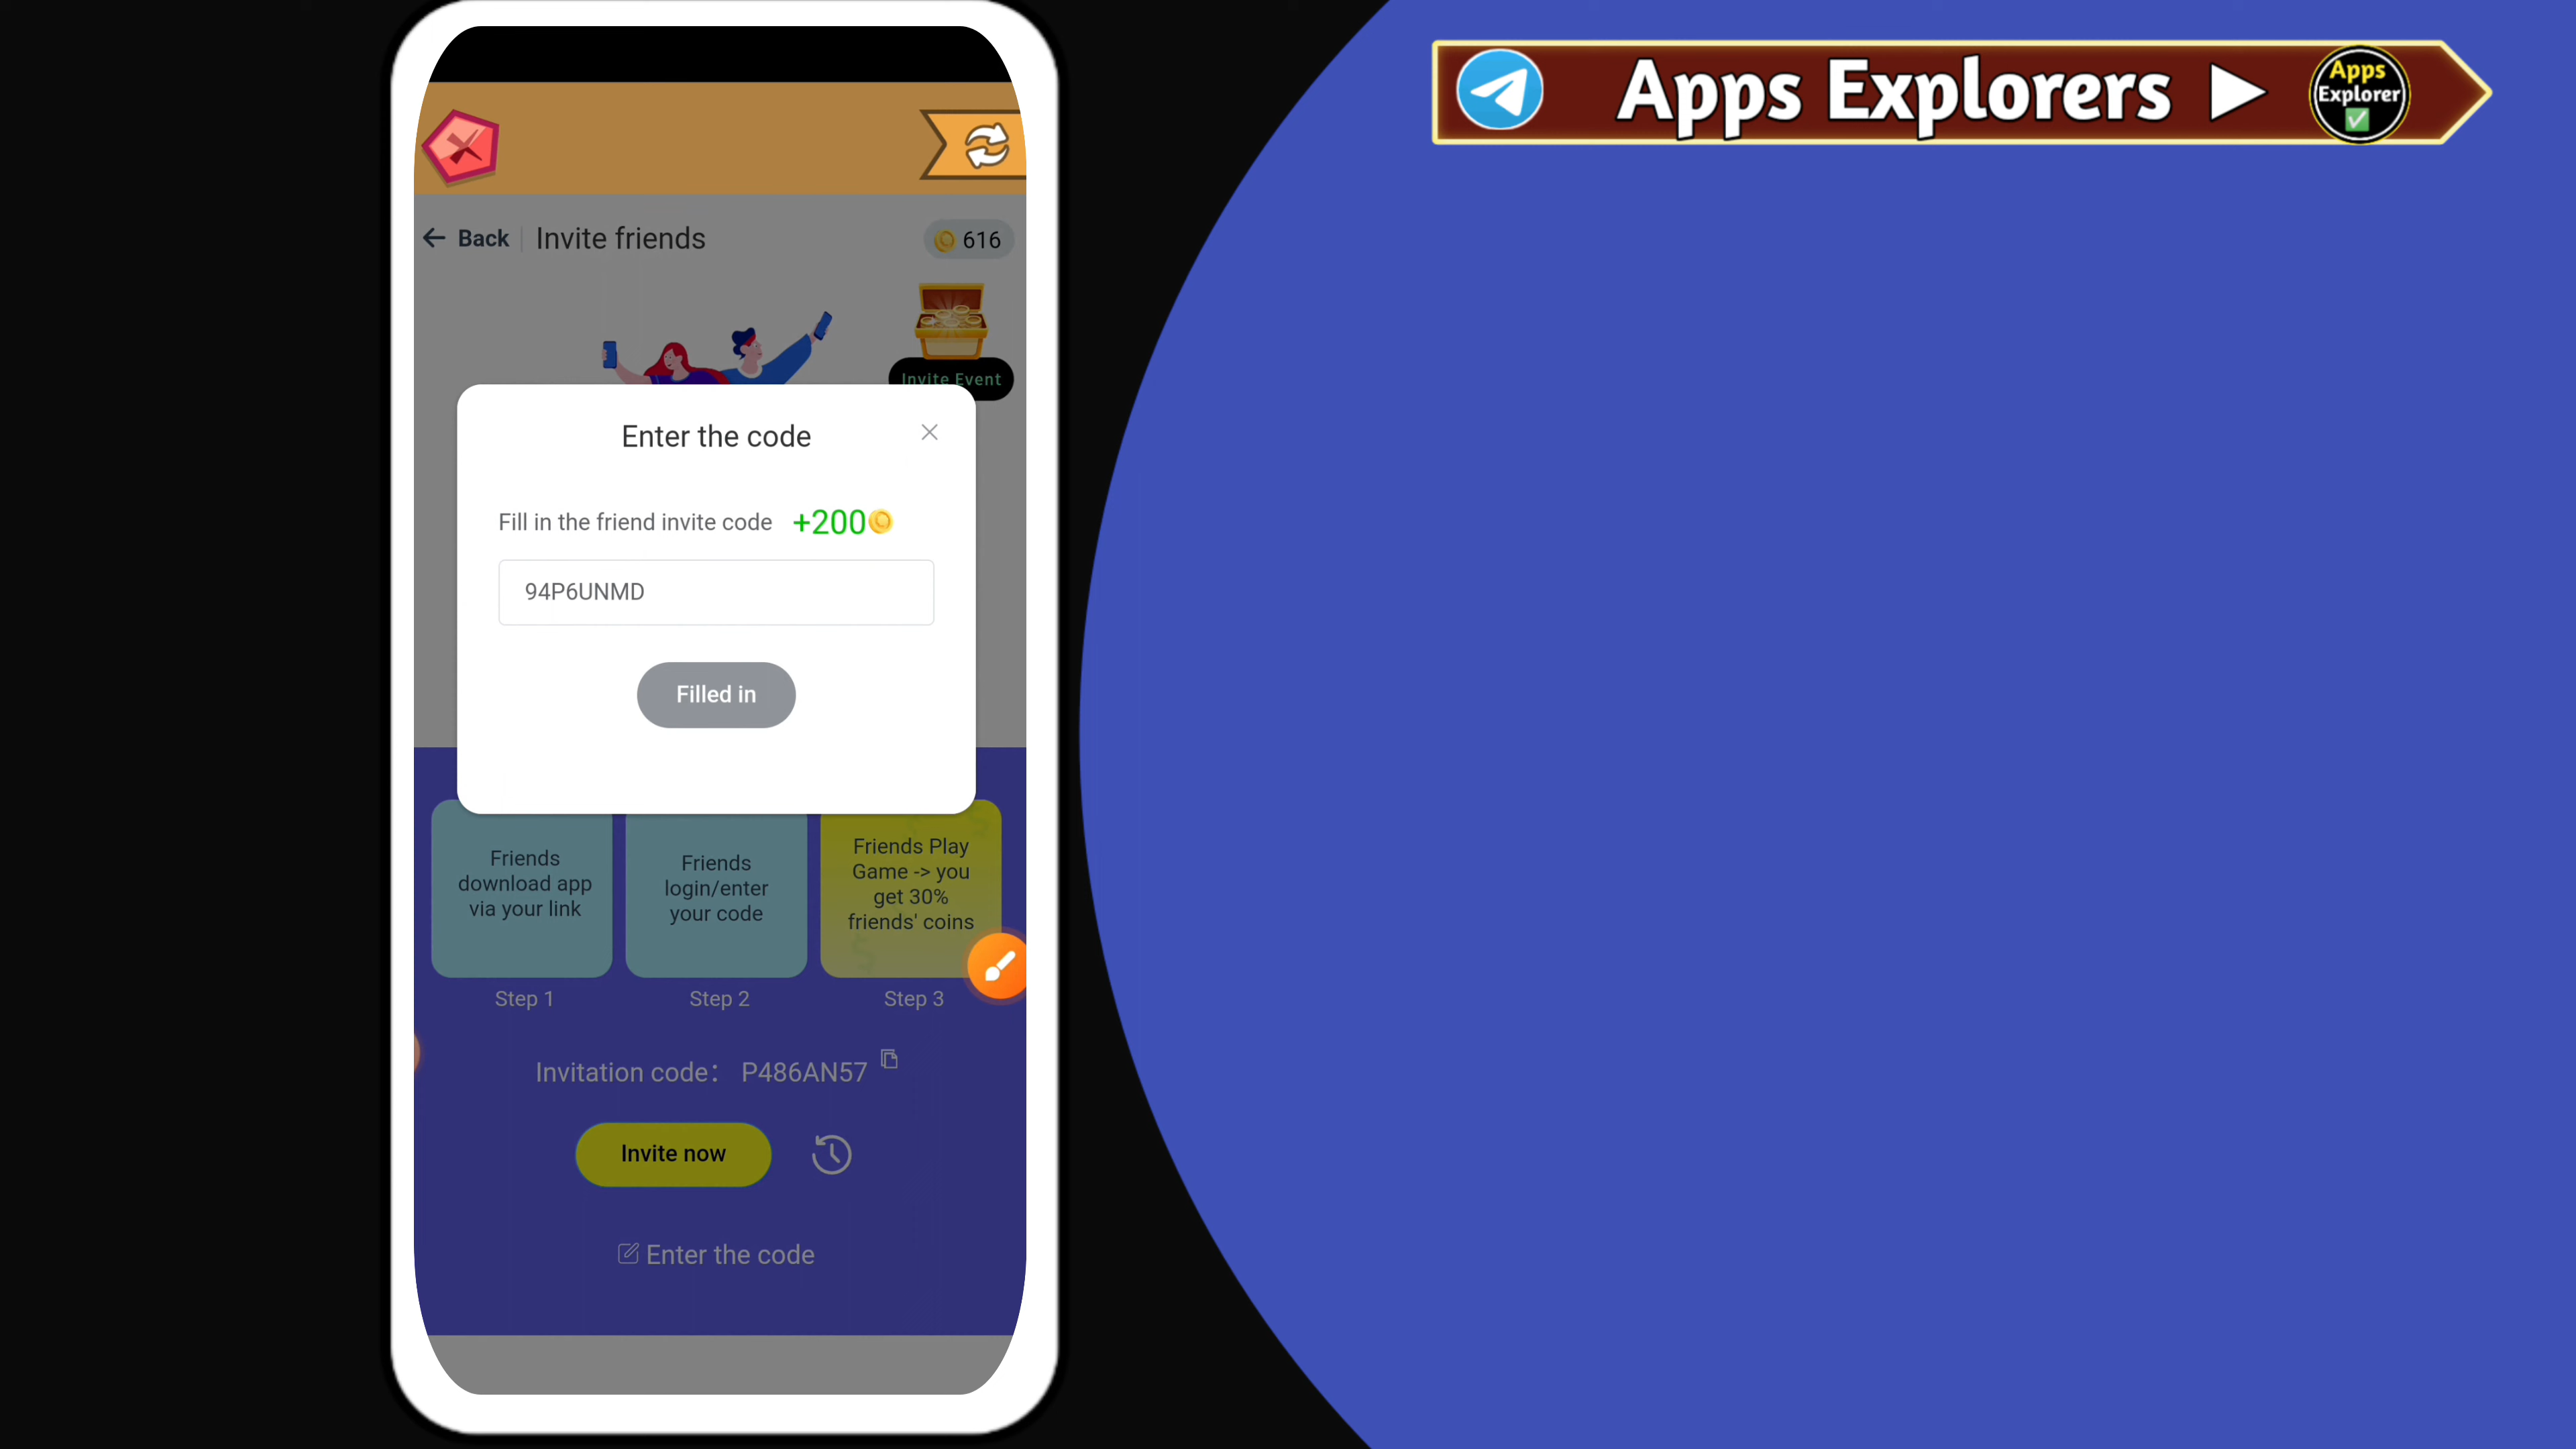 Apps Explorers
Apps
Explorer
Back
Invite friends
616
Invite Event
Enter the code
Fill in the friend invite code +200
94P6UNMD
Filled in
Friends
download app
via your link
Friends
login/enter
your code
Friends Play
Game -> you
get 30%
friends' coins
Step 1
Step 2
Step 3
Invitation code： P486AN57
Invite now
Enter the code